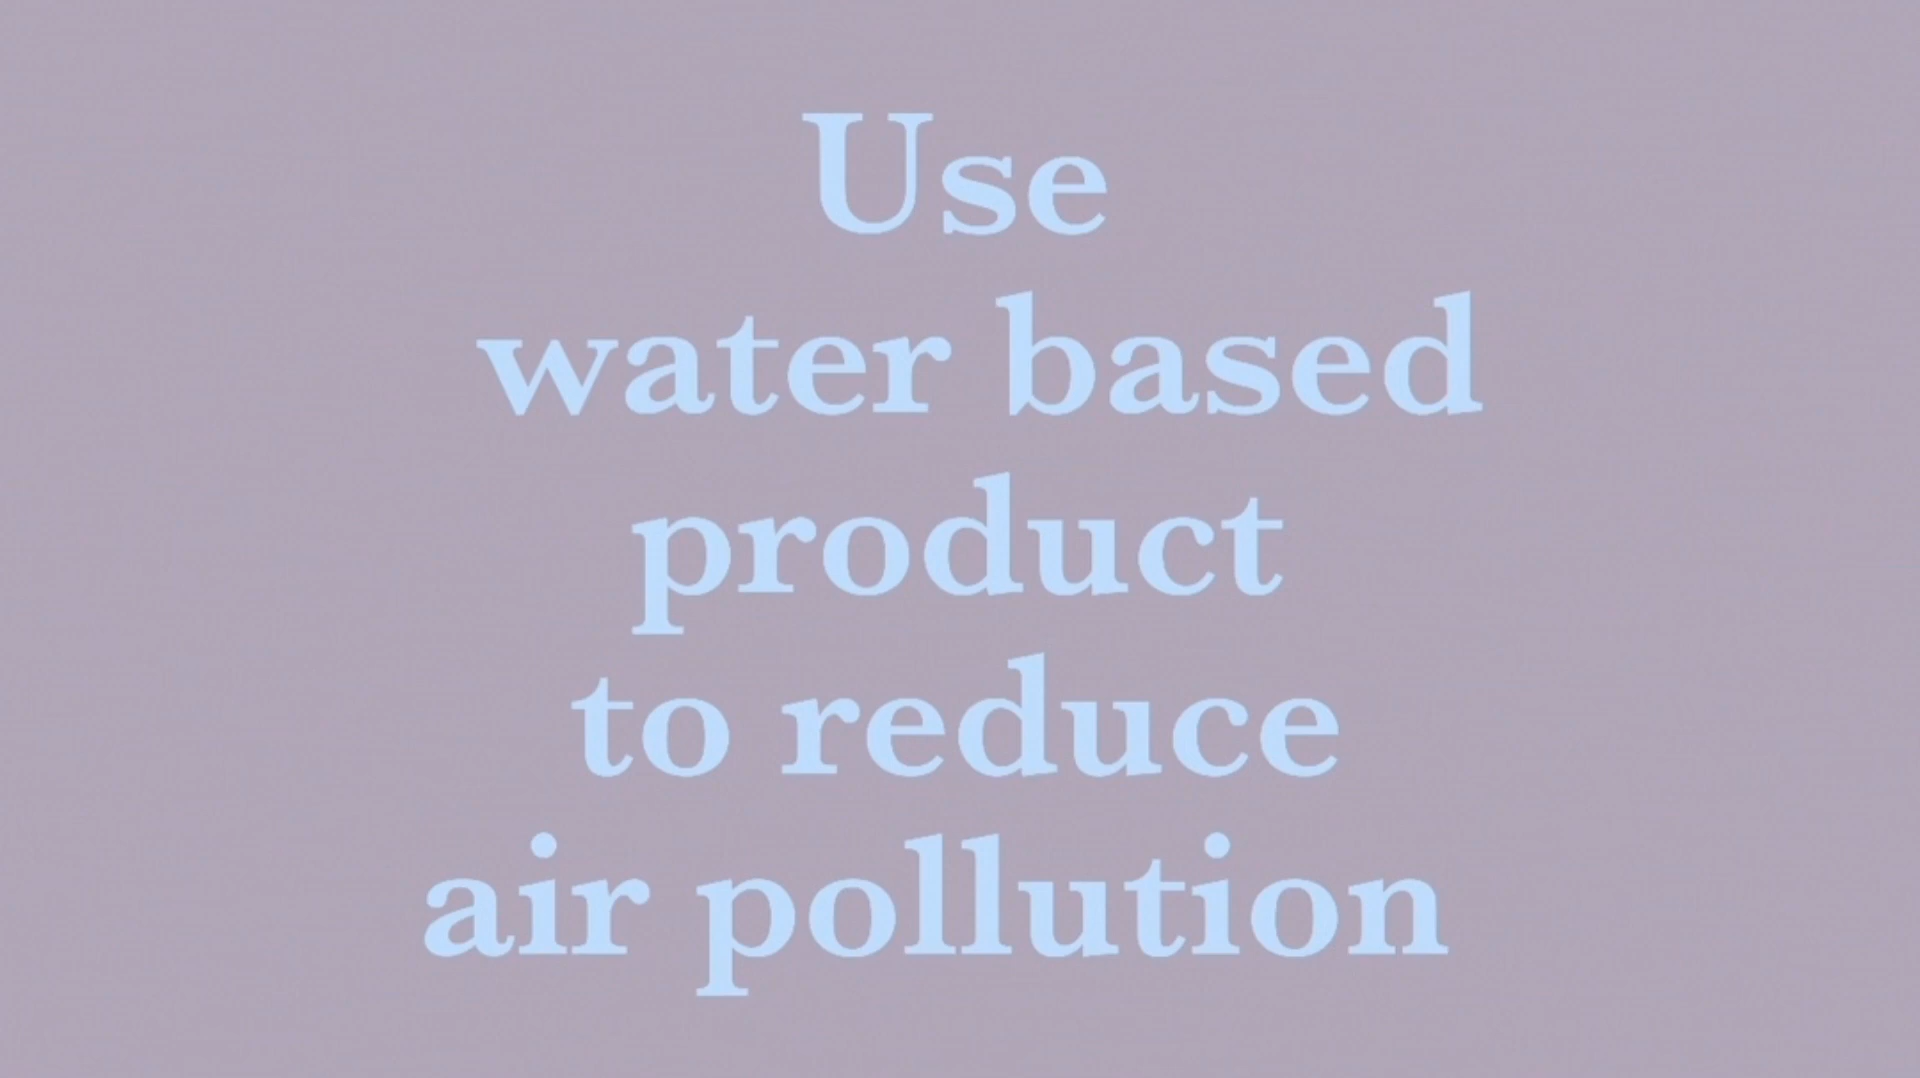 Use
water based
product
to reduce
air pollution